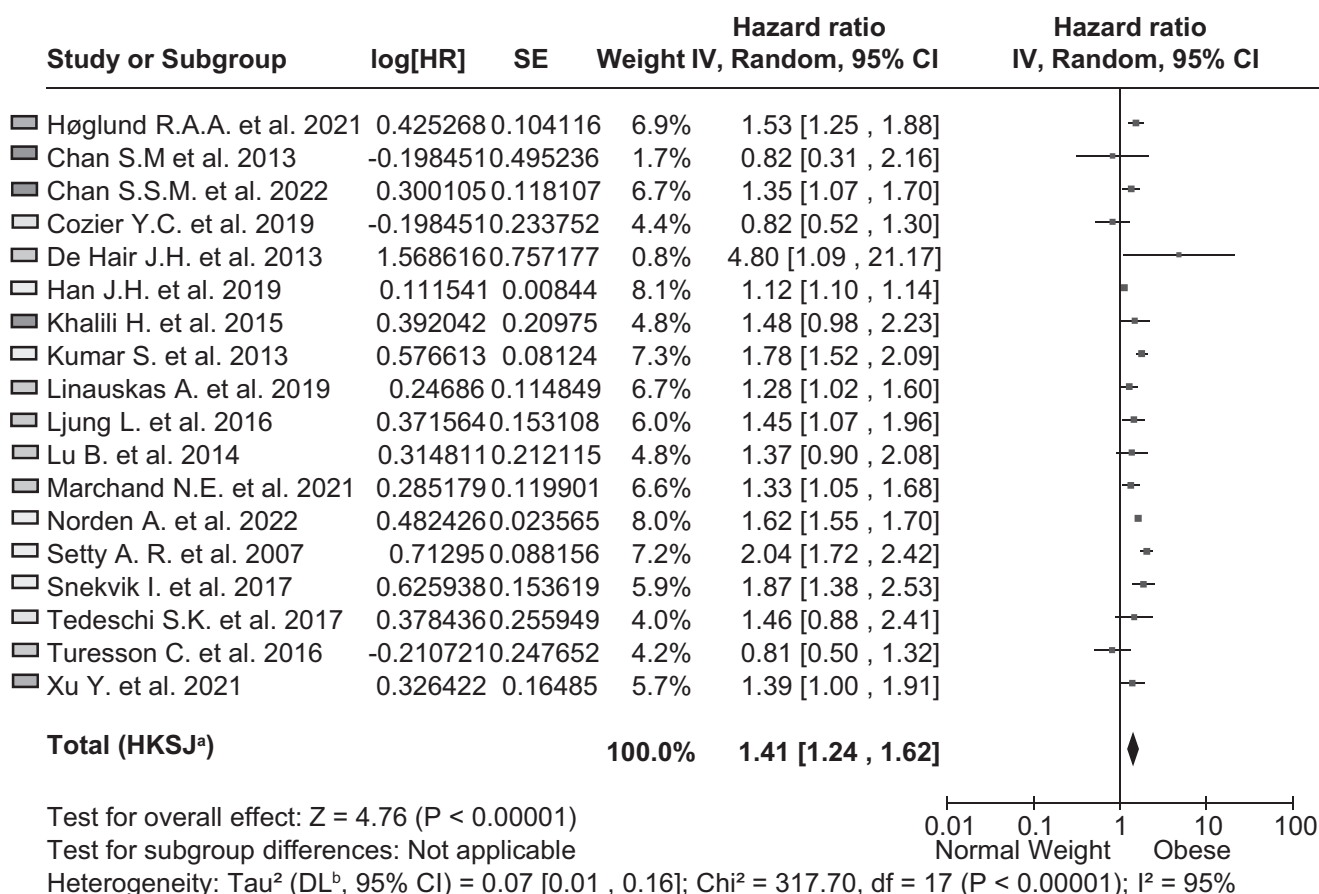 Hazard ratio Hazard ratio
Study or Subgroup log[HR] SE Weight IV, Random, 95% CI IV, Random, 95% CI
Høglund R.A.A. et al. 2021 0.425268 0.104116 6.9% 1.53 [1.25 , 1.88]
Chan S.M et al. 2013 -0.198451 0.495236 1.7% 0.82 [0.31 , 2.16]
Chan S.S.M. et al. 2022 0.300105 0.118107 6.7% 1.35 [1.07 , 1.70]
Cozier Y.C. et al. 2019 -0.198451 0.233752 4.4% 0.82 [0.52 , 1.30]
De Hair J.H. et al. 2013 1.568616 0.757177 0.8% 4.80 [1.09 , 21.17]
Han J.H. et al. 2019 0.111541 0.00844 8.1% 1.12 [1.10 , 1.14]
Khalili H. et al. 2015 0.392042 0.20975 4.8% 1.48 [0.98 , 2.23]
Kumar S. et al. 2013 0.576613 0.08124 7.3% 1.78 [1.52 , 2.09]
Linauskas A. et al. 2019 0.24686 0.114849 6.7% 1.28 [1.02 , 1.60]
Ljung L. et al. 2016 0.371564 0.153108 6.0% 1.45 [1.07 , 1.96]
Lu B. et al. 2014 0.314811 0.212115 4.8% 1.37 [0.90 , 2.08]
Marchand N.E. et al. 2021 0.285179 0.119901 6.6% 1.33 [1.05 , 1.68]
Norden A. et al. 2022 0.482426 0.023565 8.0% 1.62 [1.55 , 1.70]
Setty A. R. et al. 2007 0.71295 0.088156 7.2% 2.04 [1.72 , 2.42]
Snekvik I. et al. 2017 0.625938 0.153619 5.9% 1.87 [1.38 , 2.53]
Tedeschi S.K. et al. 2017 0.378436 0.255949 4.0% 1.46 [0.88 , 2.41]
Turesson C. et al. 2016 -0.210721 0.247652 4.2% 0.81 [0.50 , 1.32]
Xu Y. et al. 2021 0.326422 0.16485 5.7% 1.39 [1.00 , 1.91]
Total (HKSJᵃ) 100.0% 1.41 [1.24 , 1.62]
Test for overall effect: Z = 4.76 (P < 0.00001)
0.01 0.1 1 10 100
Test for subgroup differences: Not applicable
Normal Weight Obese
Heterogeneity: Tau² (DLᵇ, 95% CI) = 0.07 [0.01 , 0.16]; Chi² = 317.70, df = 17 (P < 0.00001); I² = 95%